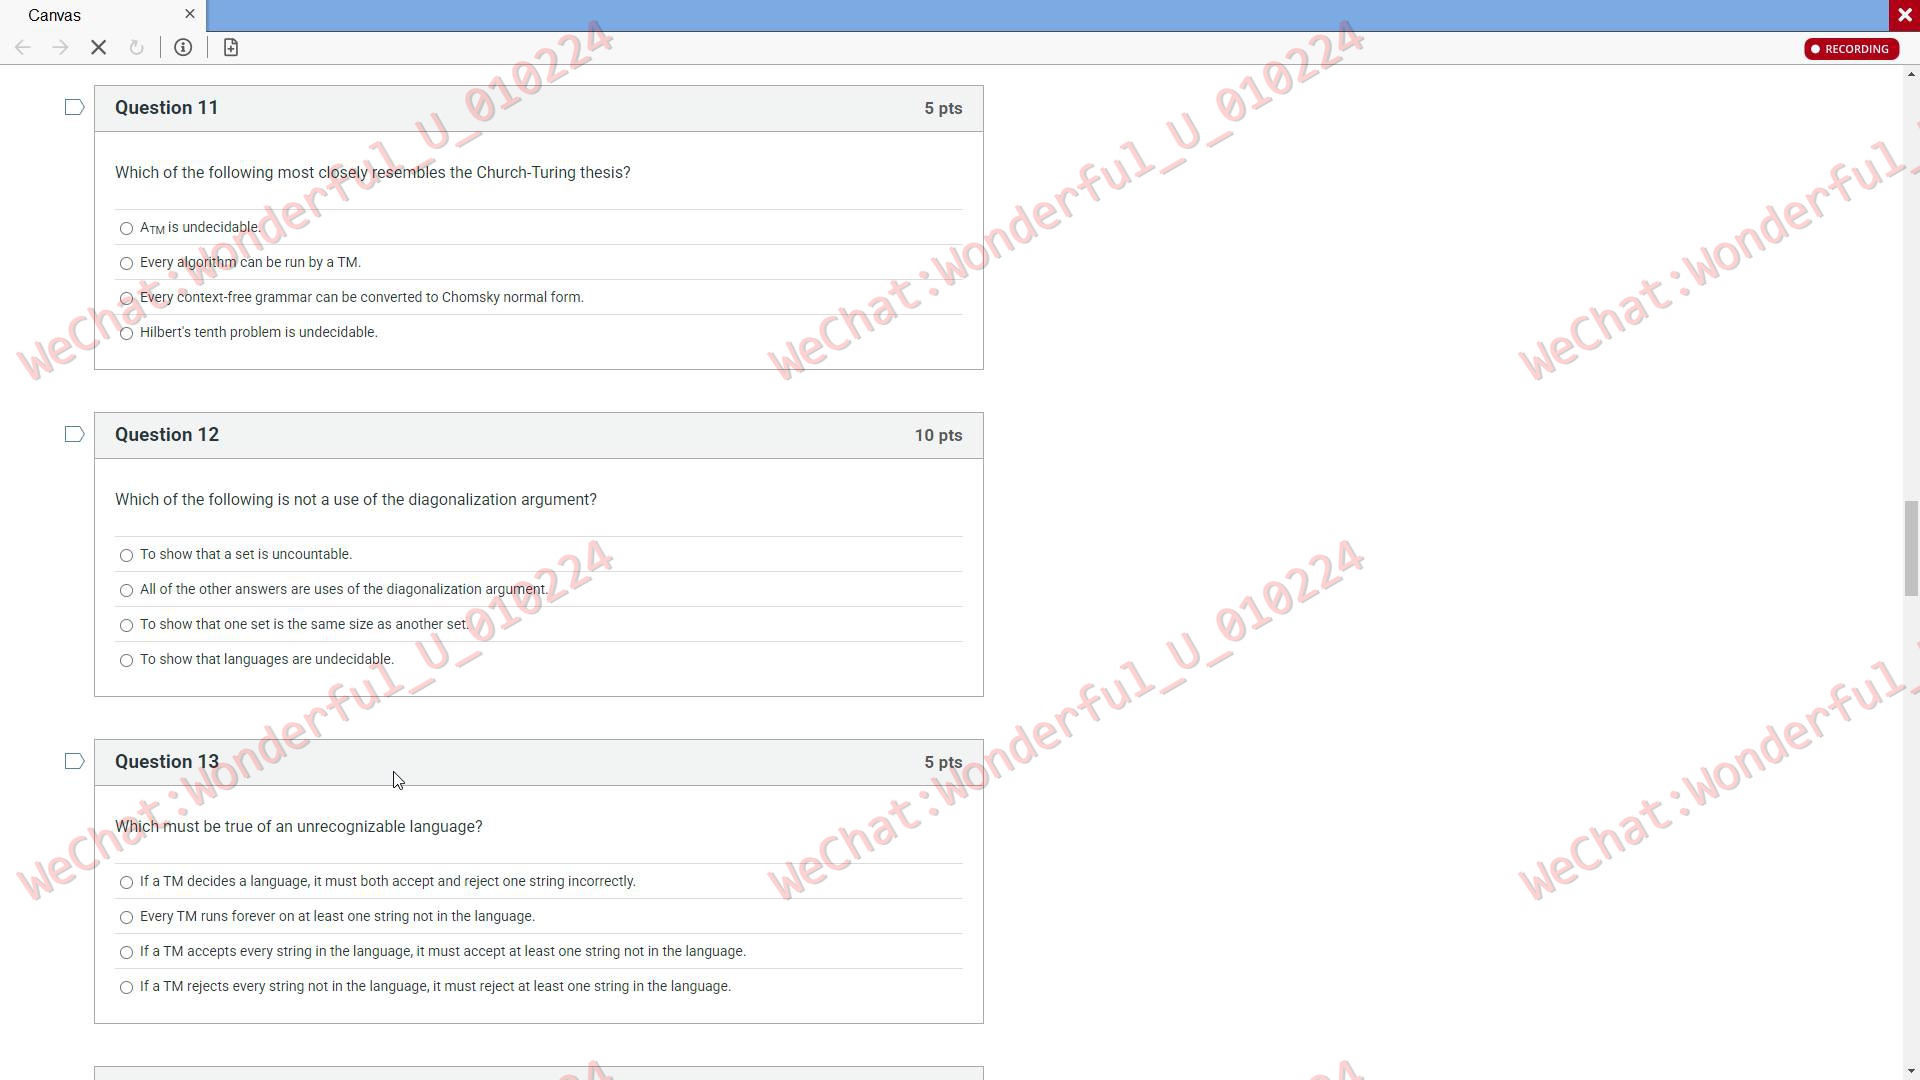 Canvas
RECORDING
Question 11
5 pts
Which of the following most closely resembles the Church-Turing thesis?
ATM is undecidable.
Every algorithm can be run by a TM.
Every context-free grammar can be converted to Chomsky normal form.
Hilbert's tenth problem is undecidable.
Question 12
10 pts
Which of the following is not a use of the diagonalization argument?
To show that a set is uncountable.
All of the other answers are uses of the diagonalization argument.
To show that one set is the same size as another set.
To show that languages are undecidable.
Question 13
5 pts
Which must be true of an unrecognizable language?
If a TM decides a language, it must both accept and reject one string incorrectly.
Every TM runs forever on at least one string not in the language.
If a TM accepts every string in the language, it must accept at least one string not in the language.
If a TM rejects every string not in the language, it must reject at least one string in the language.
WeChat:Wonderful_U_010224
WeChat:Wonderful_U_010224
WeChat:Wonderful_
WeChat:Wonderful_U_010224
WeChat:Wonderful_U_010224
WeChat:Wonderful_